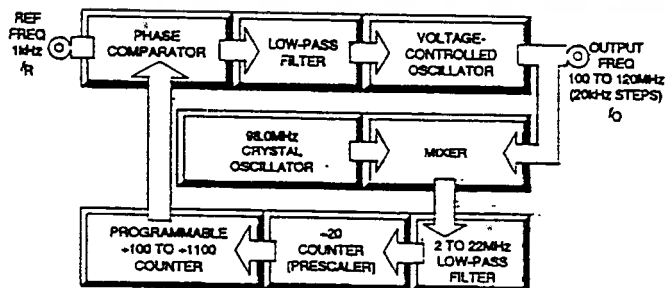 REF
FREQ
1kHz
fR
PHASE
COMPARATOR
LOW-PASS
FILTER
VOLTAGE-
CONTROLLED
OSCILLATOR
OUTPUT
FREQ
100 TO 120MHz
(20kHz STEPS)
fO
98.0MHz
CRYSTAL
OSCILLATOR
MIXER
PROGRAMMABLE
÷100 TO ÷1100
COUNTER
÷20
COUNTER
[PRESCALER]
2 TO 22MHz
LOW-PASS
FILTER